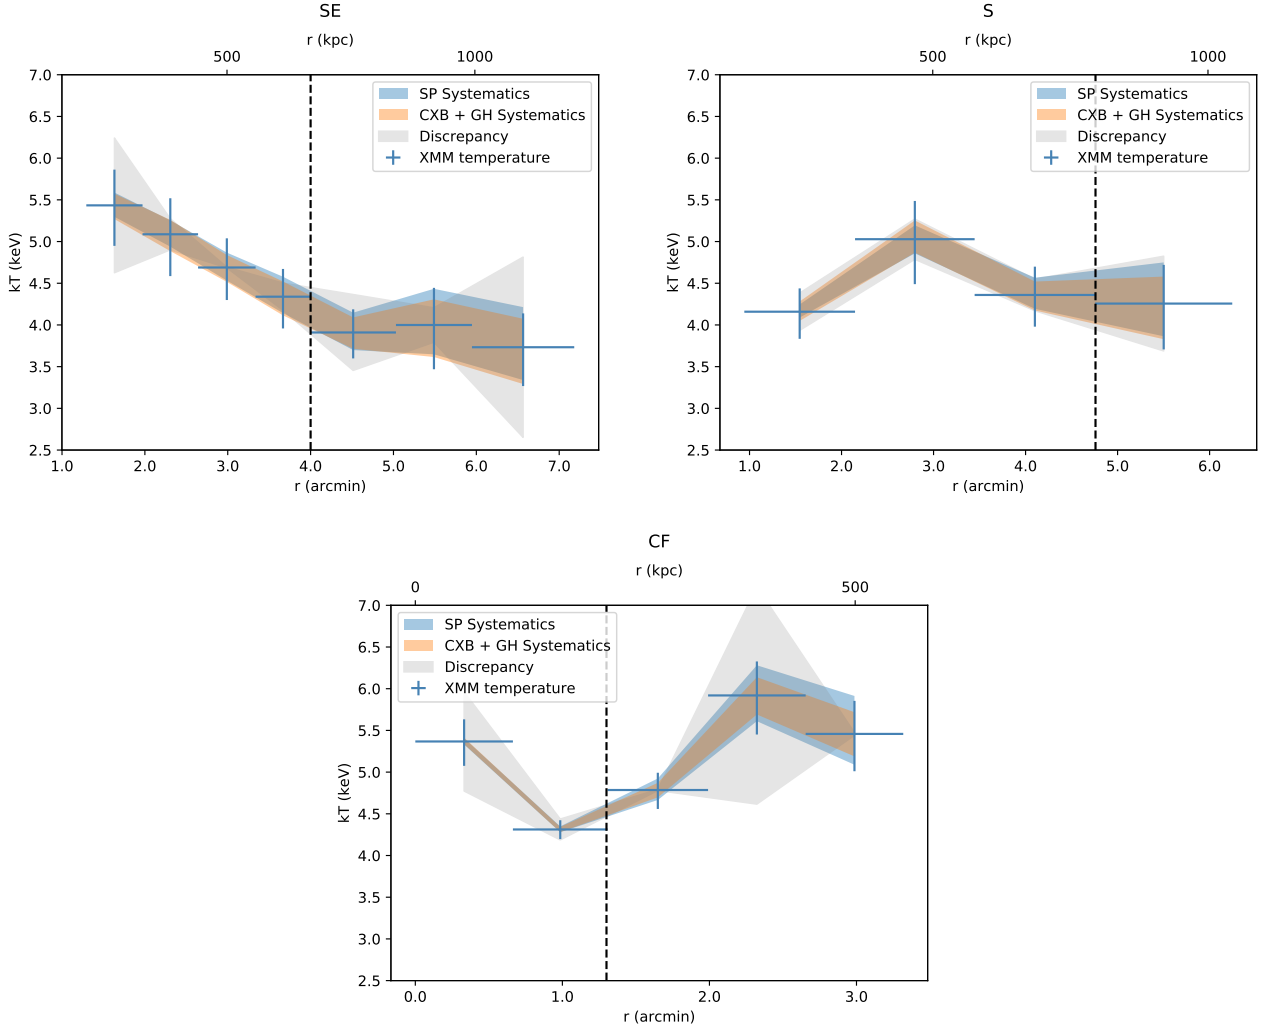 SE
r (kpc)
500 1000
7.0
6.5
6.0
5.5
5.0
4.5
4.0
3.5
3.0
2.5
kT (keV)
SP Systematics
CXB + GH Systematics
Discrepancy
XMM temperature
1.0 2.0 3.0 4.0 5.0 6.0 7.0
r (arcmin)
S
r (kpc)
500 1000
7.0
6.5
6.0
5.5
5.0
4.5
4.0
3.5
3.0
2.5
kT (keV)
SP Systematics
CXB + GH Systematics
Discrepancy
XMM temperature
1.0 2.0 3.0 4.0 5.0 6.0
r (arcmin)
CF
r (kpc)
0 500
7.0
6.5
6.0
5.5
5.0
4.5
4.0
3.5
3.0
2.5
kT (keV)
SP Systematics
CXB + GH Systematics
Discrepancy
XMM temperature
0.0 1.0 2.0 3.0
r (arcmin)